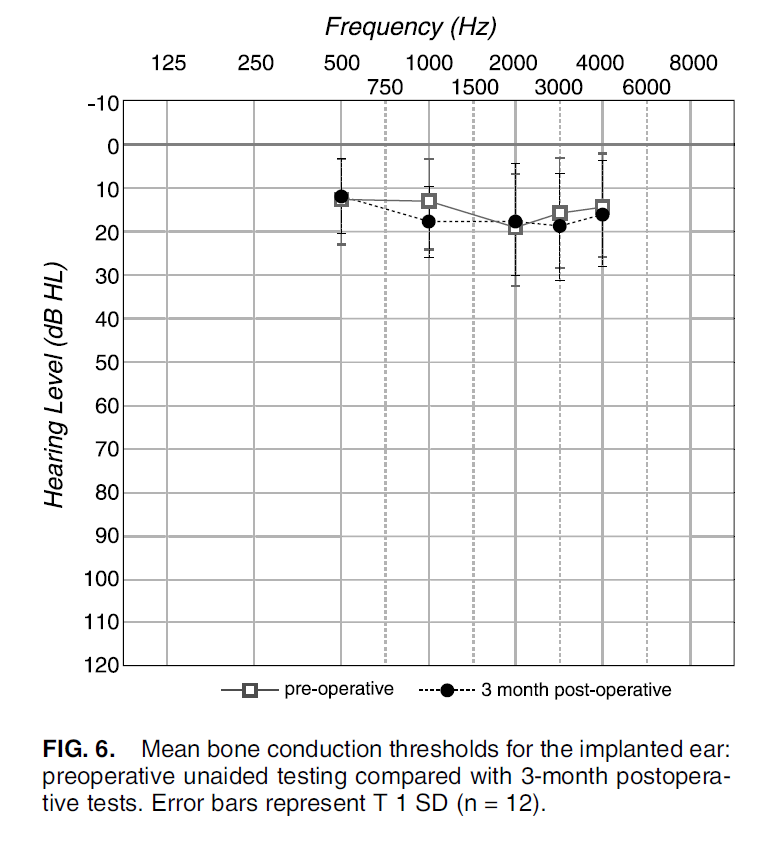 Frequency (Hz)
125 250 500 1000 2000 4000 8000
750 1500 3000 6000
Hearing Level (dB HL)
-10
0
10
20
30
40
50
60
70
80
90
100
110
120
pre-operative 3 month post-operative
FIG. 6. Mean bone conduction thresholds for the implanted ear:
preoperative unaided testing compared with 3-month postopera-
tive tests. Error bars represent T 1 SD (n = 12).